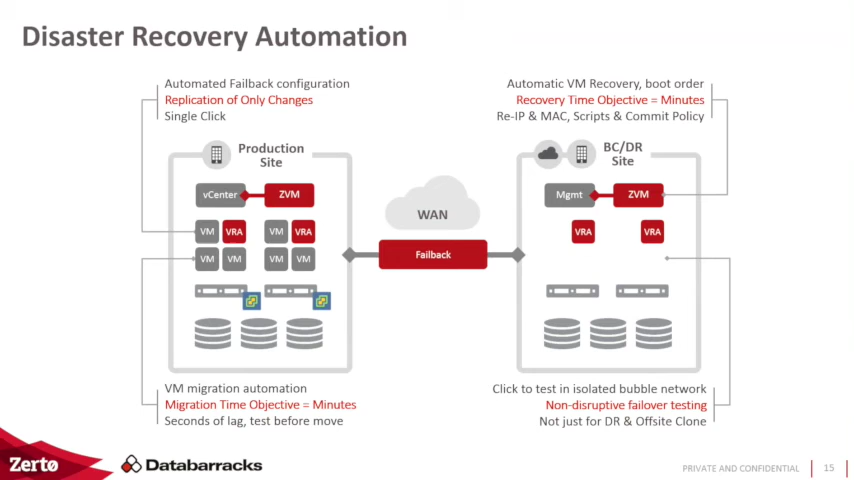 Disaster Recovery Automation
Automated Failback configuration
Replication of Only Changes
Single Click
Automatic VM Recovery, boot order
Recovery Time Objective = Minutes
Re-IP & MAC, Scripts & Commit Policy
Production
Site
BC/DR
Site
vCenter
ZVM
WAN
Mgmt
ZVM
VM
VRA
VM
VRA
VRA
VRA
VM
VM
VM
VM
Failback
VM migration automation
Migration Time Objective = Minutes
Seconds of lag, test before move
Click to test in isolated bubble network
Non-disruptive failover testing
Not just for DR & Offsite Clone
Zerto
Databarracks
PRIVATE AND CONFIDENTIAL
15